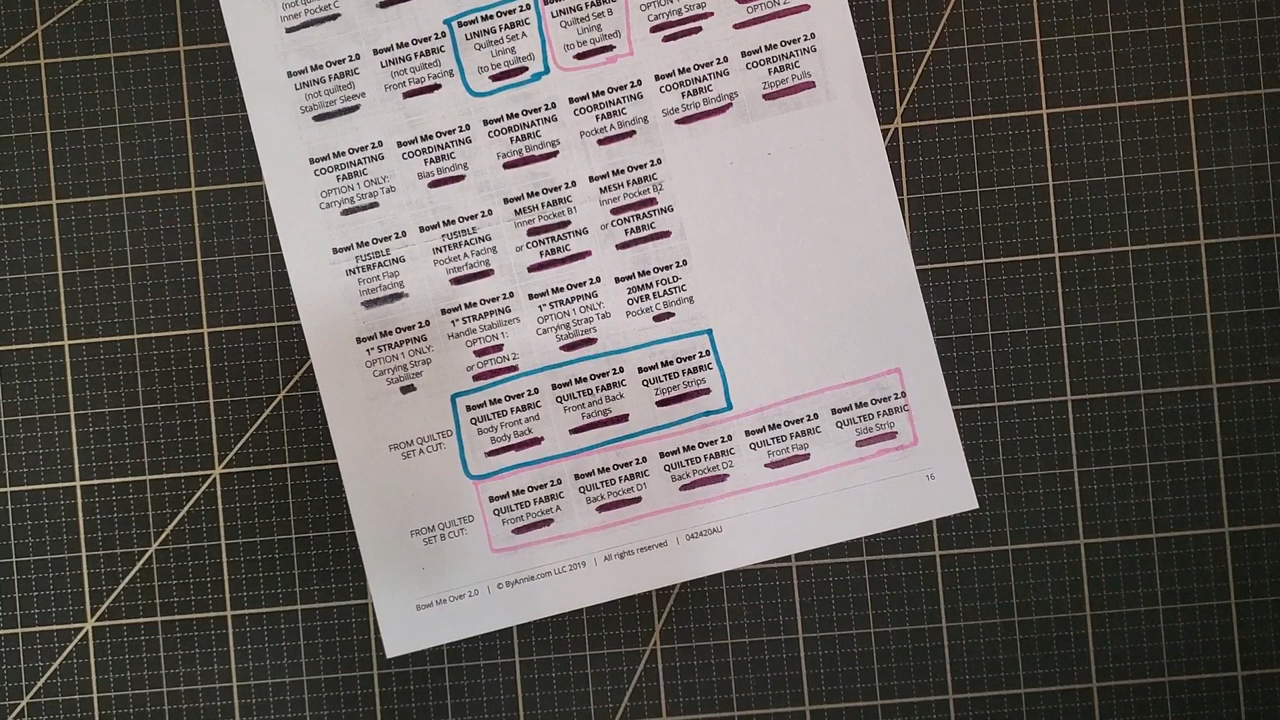 (not quilted)
Inner Pocket C
Bowl Me Over 2.0
LINING FABRIC
(not quilted)
Stabilizer Sleeve
Bowl Me Over 2.0
LINING FABRIC
(not quilted)
Front Flap Facing
Bowl Me Over 2.0
LINING FABRIC
Quilted Set A
Lining
(to be quilted)
LINING FABRIC
Quilted Set B
Lining
(to be quilted)
Carrying Strap
OPTION 2:
Bowl Me Over 2.0
COORDINATING
FABRIC
OPTION 1 ONLY:
Carrying Strap Tab
Bowl Me Over 2.0
COORDINATING
FABRIC
Bias Binding
Bowl Me Over 2.0
COORDINATING
FABRIC
Facing Bindings
Bowl Me Over 2.0
COORDINATING
FABRIC
Pocket A Binding
Bowl Me Over 2.0
COORDINATING
FABRIC
Side Strip Bindings
Bowl Me Over 2.0
COORDINATING
FABRIC
Zipper Pulls
Bowl Me Over 2.0
FUSIBLE
INTERFACING
Front Flap
Interfacing
Bowl Me Over 2.0
FUSIBLE
INTERFACING
Pocket A Facing
Interfacing
Bowl Me Over 2.0
MESH FABRIC
Inner Pocket B1
or CONTRASTING
FABRIC
Bowl Me Over 2.0
MESH FABRIC
Inner Pocket B2
or CONTRASTING
FABRIC
Bowl Me Over 2.0
1" STRAPPING
OPTION 1 ONLY:
Carrying Strap
Stabilizer
Bowl Me Over 2.0
1" STRAPPING
Handle Stabilizers
OPTION 1:
or OPTION 2:
Bowl Me Over 2.0
1" STRAPPING
OPTION 1 ONLY:
Carrying Strap Tab
Stabilizers
Bowl Me Over 2.0
20MM FOLD-
OVER ELASTIC
Pocket C Binding
FROM QUILTED
SET A CUT:
Bowl Me Over 2.0
QUILTED FABRIC
Body Front and
Body Back
Bowl Me Over 2.0
QUILTED FABRIC
Front and Back
Facings
Bowl Me Over 2.0
QUILTED FABRIC
Zipper Strips
FROM QUILTED
SET B CUT:
Bowl Me Over 2.0
QUILTED FABRIC
Front Pocket A
Bowl Me Over 2.0
QUILTED FABRIC
Back Pocket D1
Bowl Me Over 2.0
QUILTED FABRIC
Back Pocket D2
Bowl Me Over 2.0
QUILTED FABRIC
Front Flap
Bowl Me Over 2.0
QUILTED FABRIC
Side Strip
16
Bowl Me Over 2.0 | © ByAnnie.com LLC 2019 | All rights reserved | 042420AU